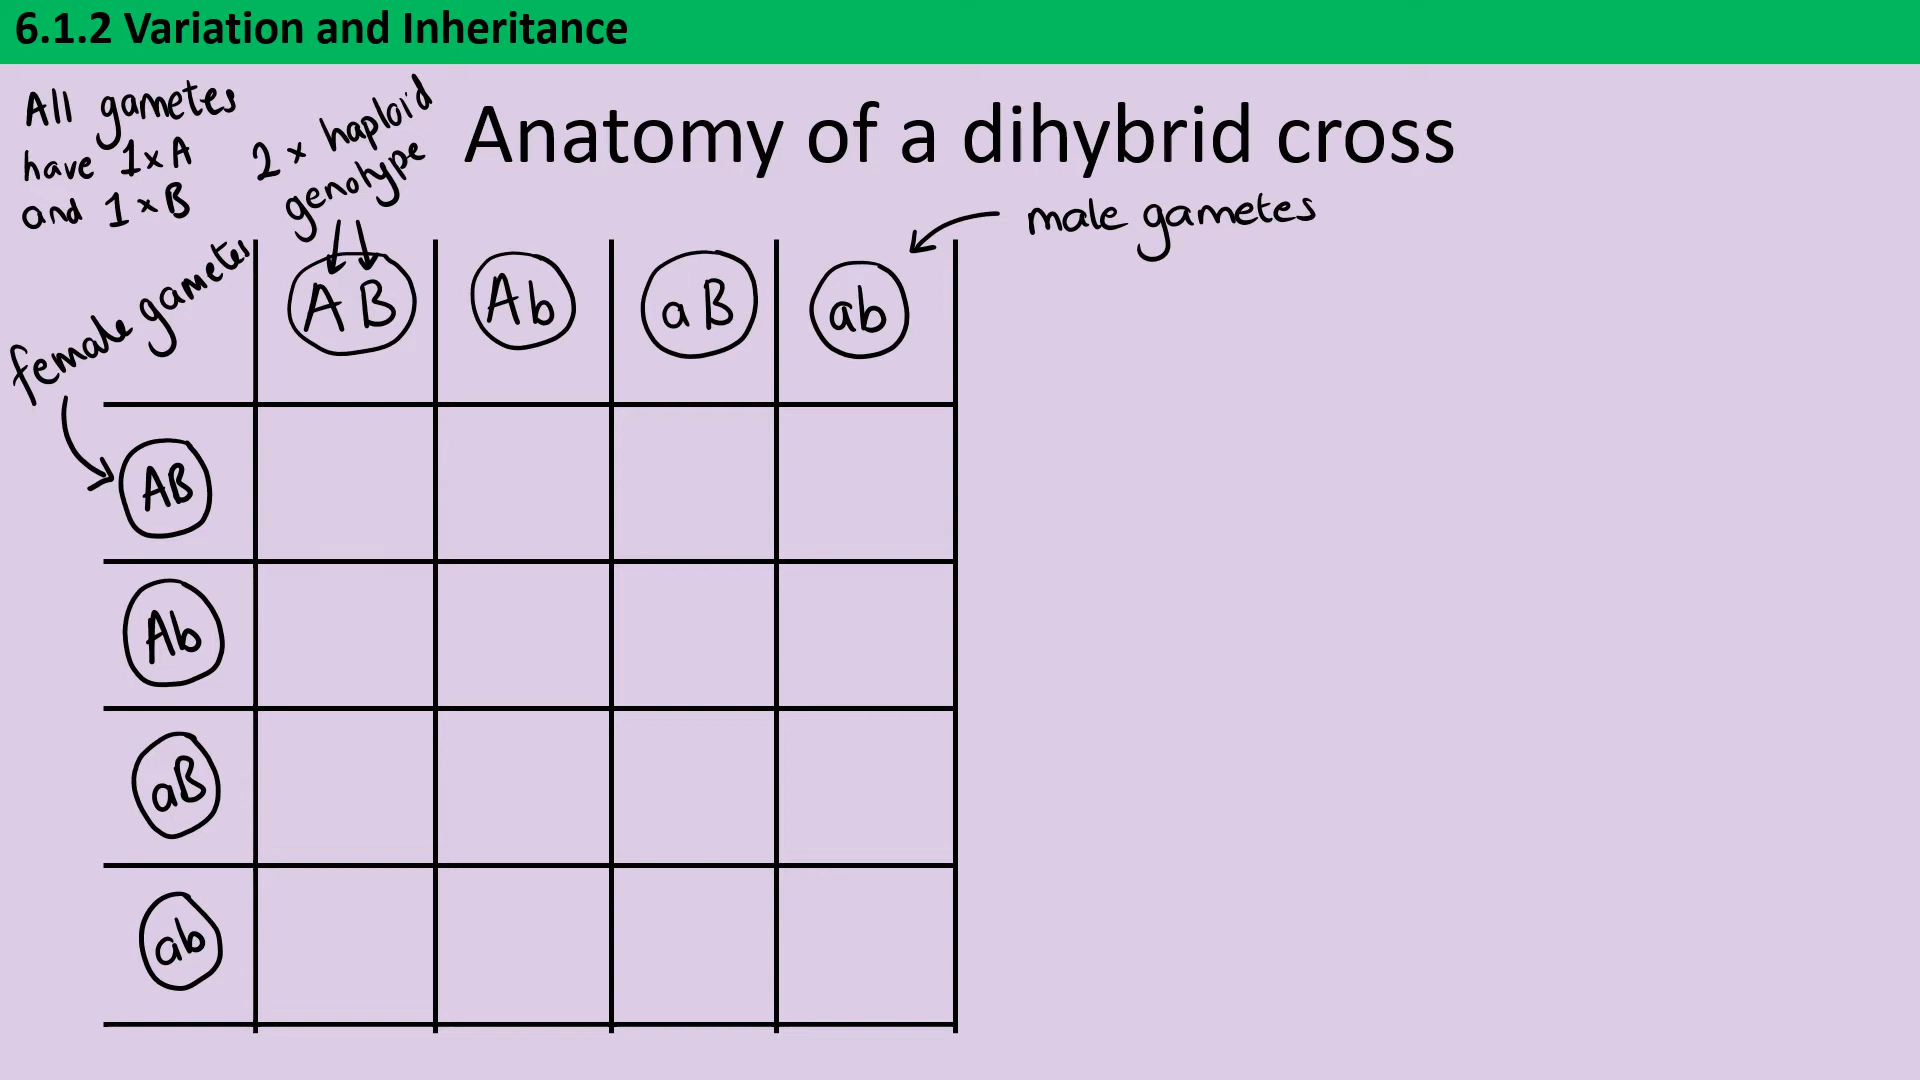 6.1.2 Variation and Inheritance
Anatomy of a dihybrid cross
All gametes
have 1 x A
and 1 x B
2 x haploid
genotype
male gametes
female gametes
A B
Ab
aB
ab
AB
Ab
aB
ab